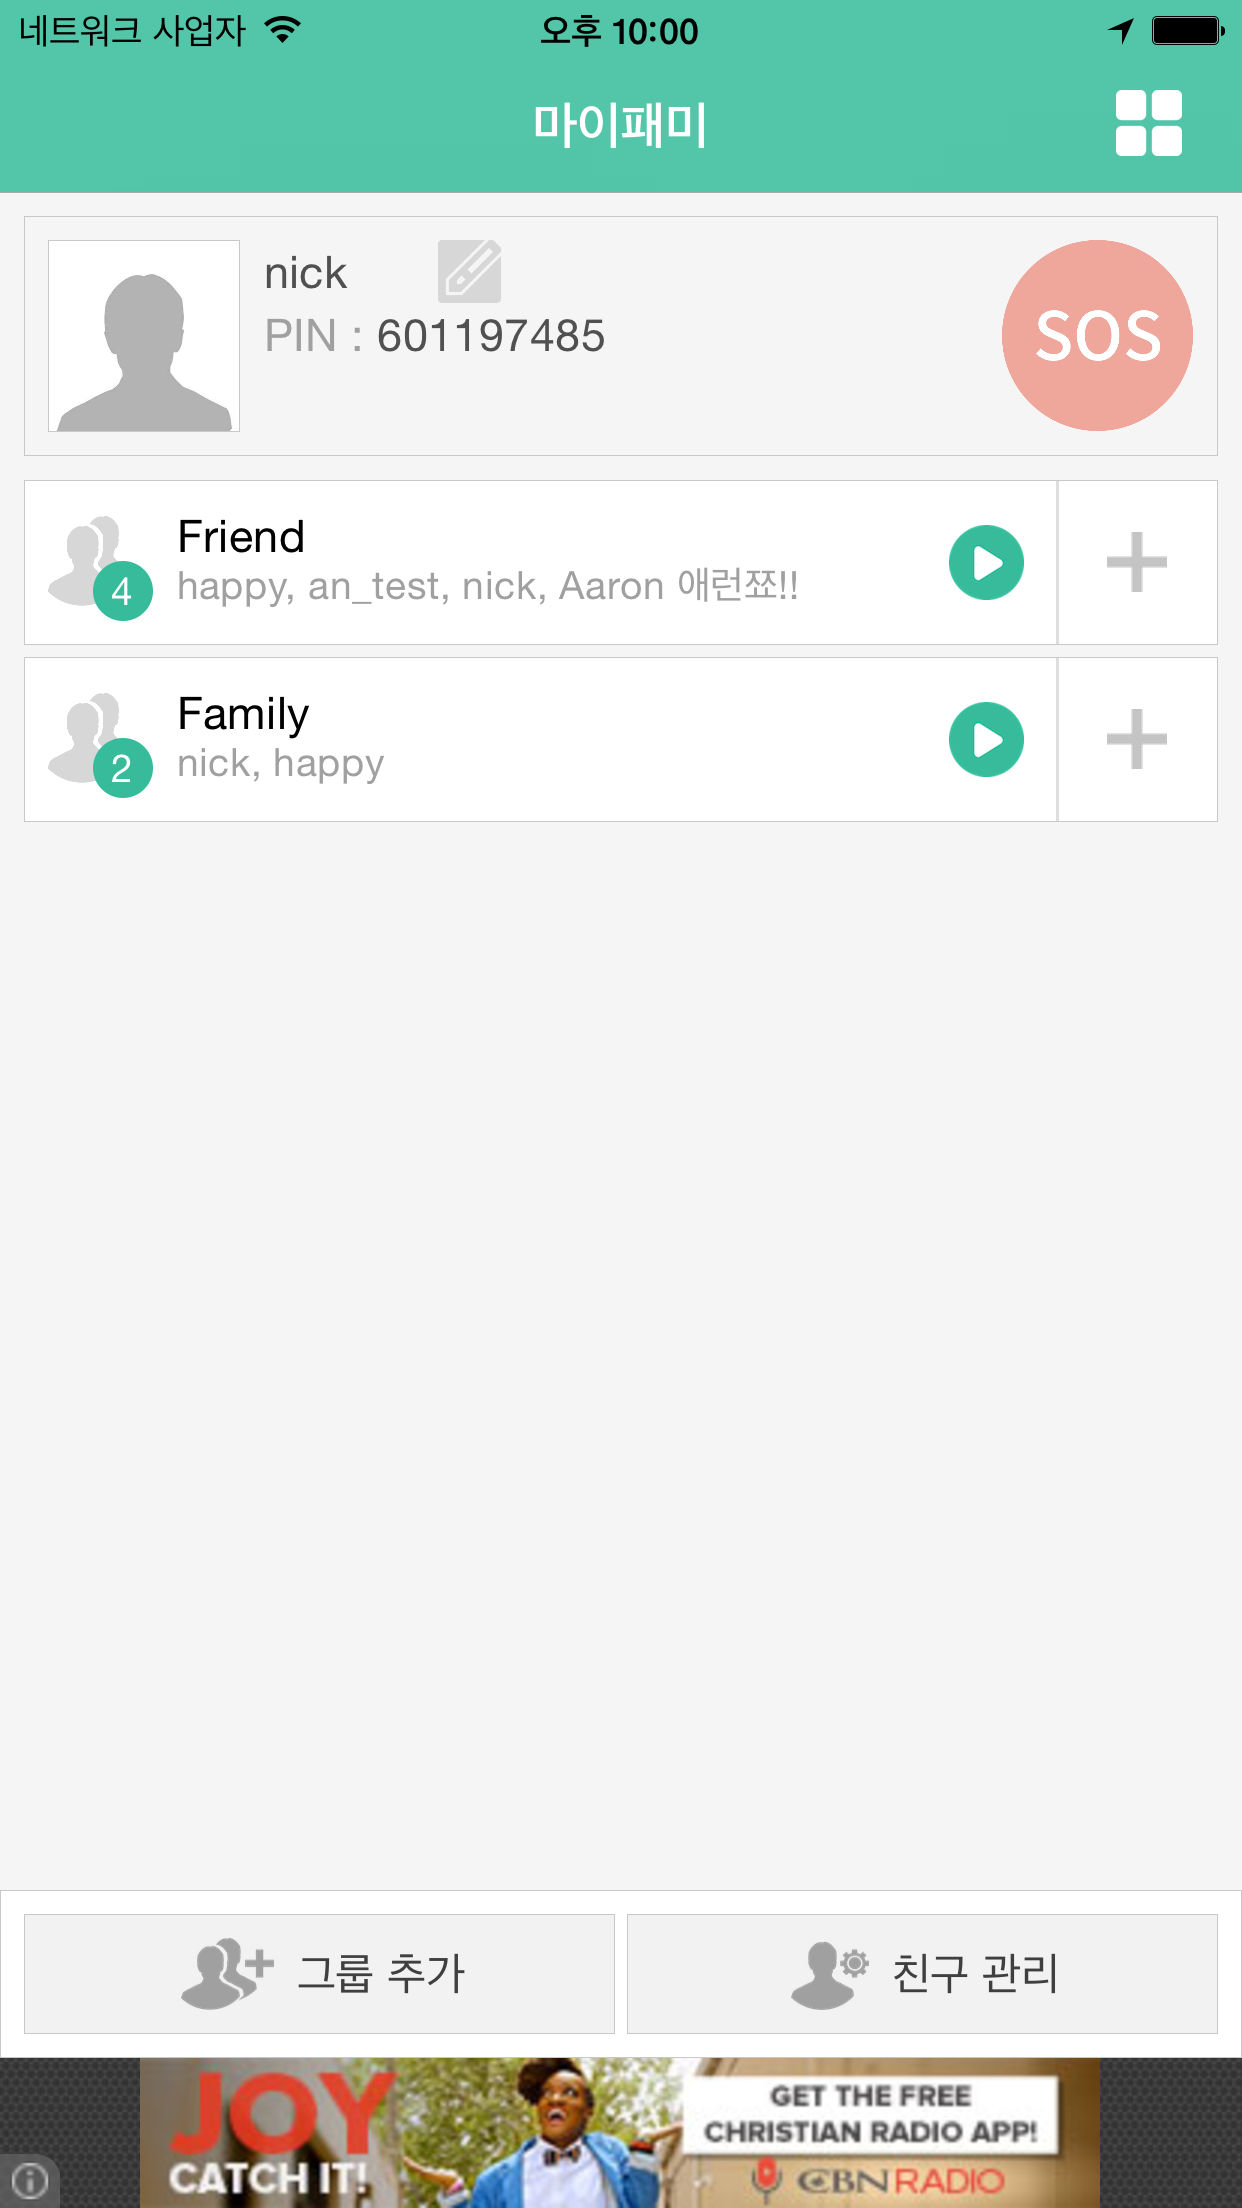 네트워크 사업자
오후 10:00
마이패미
nick
PIN : 601197485
SOS
Friend
4
happy, an_test, nick, Aaron 애런쬬!!
Family
2
nick, happy
그룹 추가
친구 관리
JOY
CATCH IT!
GET THE FREE
CHRISTIAN RADIO APP!
CBN RADIO